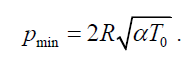 p_min = 2R√αT₀ .